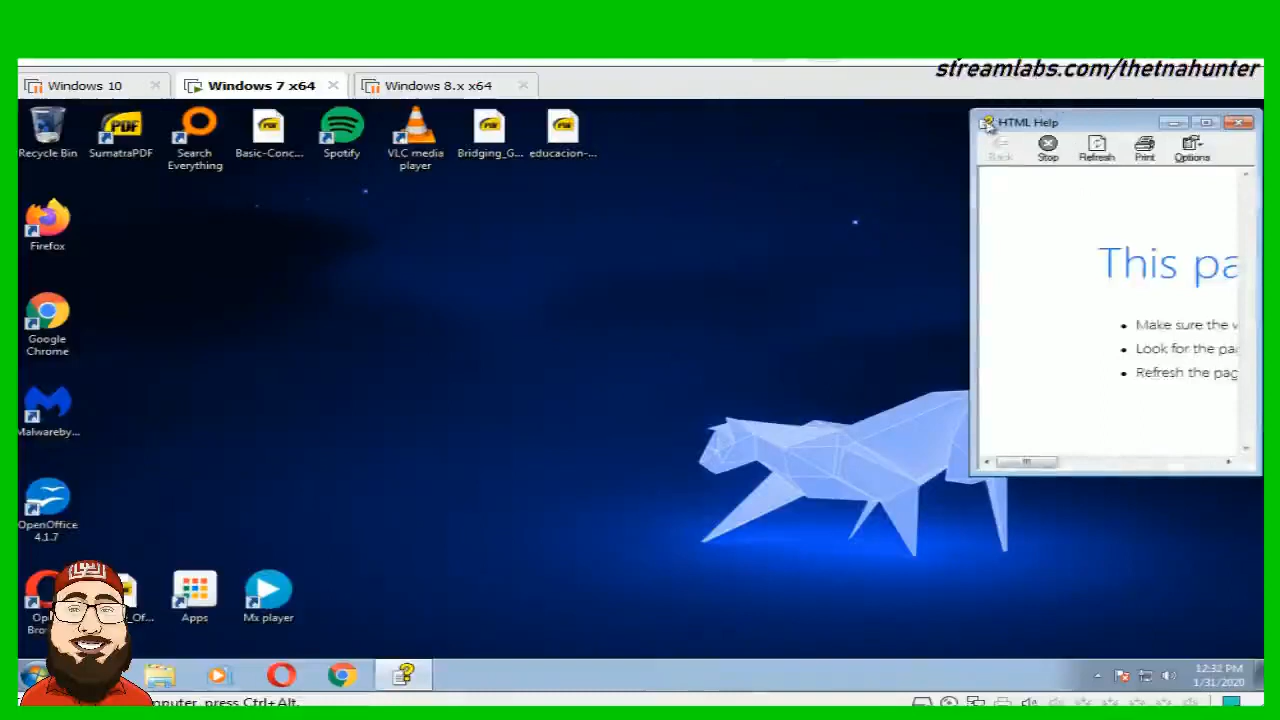 streamlabs.com/thetnahunter
Windows 10
Windows 7 x64
Windows 8.x x64
Recycle Bin
SumatraPDF
Search
Everything
Basic-Conc...
Spotify
VLC media
player
Bridging_G...
educacion-...
HTML Help
Back
Stop
Refresh
Print
Options
This pa
Make sure the v
Look for the pa
Refresh the pag
Firefox
Google
Chrome
Malwareby...
OpenOffice
4.1.7
Op
Bro
_Of...
Apps
Mx player
12:32 PM
1/31/2020
mputer, press Ctrl+Alt.